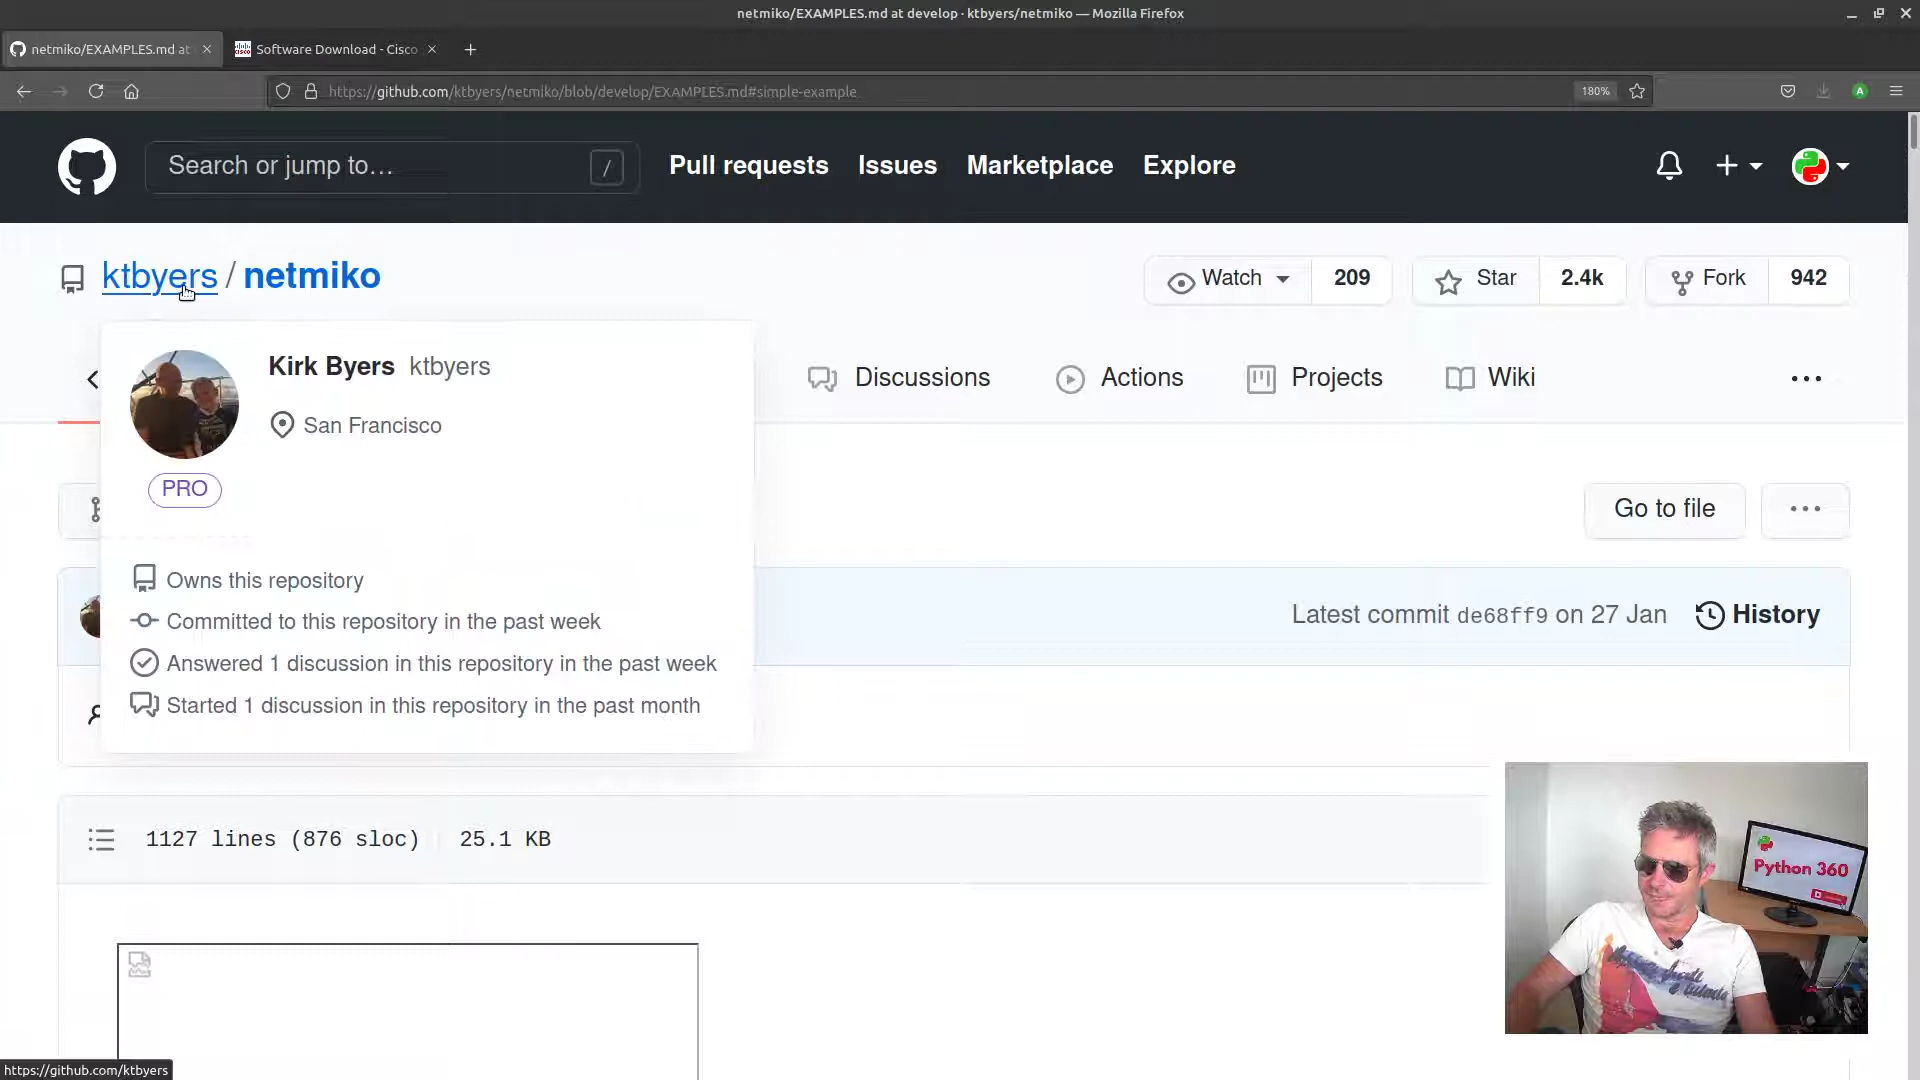 netmiko/EXAMPLES.md at develop · ktbyers/netmiko — Mozilla Firefox
netmiko/EXAMPLES.md at
Software Download - Cisco
https://github.com/ktbyers/netmiko/blob/develop/EXAMPLES.md#simple-example
180%
A
Search or jump to…
/
Pull requests
Issues
Marketplace
Explore
ktbyers / netmiko
Watch
209
Star
2.4k
Fork
942
Kirk Byers ktbyers
San Francisco
PRO
Discussions
Actions
Projects
Wiki
Go to file
Owns this repository
Committed to this repository in the past week
Answered 1 discussion in this repository in the past week
Started 1 discussion in this repository in the past month
Latest commit de68ff9 on 27 Jan
History
1127 lines (876 sloc)
25.1 KB
Python 360
https://github.com/ktbyers